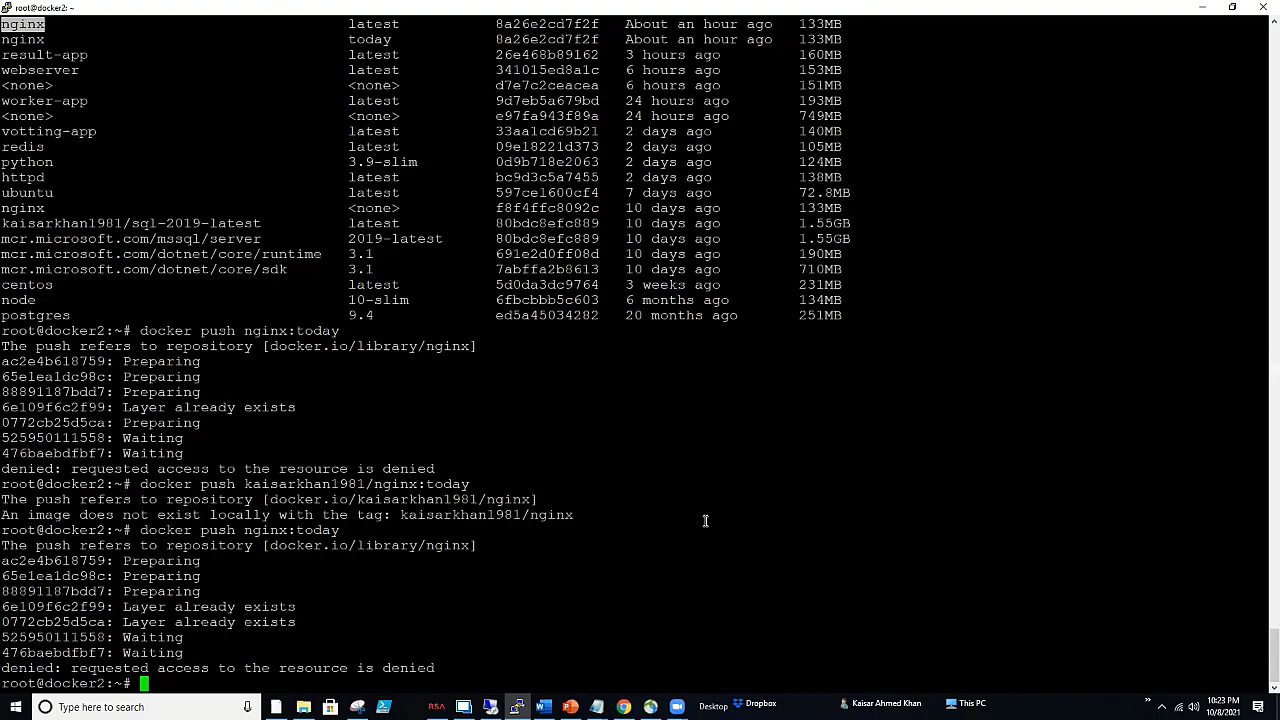 root@docker2: ~
nginx latest 8a26e2cd7f2f About an hour ago 133MB
nginx today 8a26e2cd7f2f About an hour ago 133MB
result-app latest 26e468b89162 3 hours ago 160MB
webserver latest 341015ed8a1c 6 hours ago 153MB
<none> <none> d7e7c2ceacea 6 hours ago 151MB
worker-app latest 9d7eb5a679bd 24 hours ago 193MB
<none> <none> e97fa943f89a 24 hours ago 749MB
votting-app latest 33aa1cd69b21 2 days ago 140MB
redis latest 09e18221d373 2 days ago 105MB
python 3.9-slim 0d9b718e2063 2 days ago 124MB
httpd latest bc9d3c5a7455 2 days ago 138MB
ubuntu latest 597ce1600cf4 7 days ago 72.8MB
nginx <none> f8f4ffc8092c 10 days ago 133MB
kaisarkhan1981/sql-2019-latest latest 80bdc8efc889 10 days ago 1.55GB
mcr.microsoft.com/mssql/server 2019-latest 80bdc8efc889 10 days ago 1.55GB
mcr.microsoft.com/dotnet/core/runtime 3.1 691e2d0ff08d 10 days ago 190MB
mcr.microsoft.com/dotnet/core/sdk 3.1 7abffa2b8613 10 days ago 710MB
centos latest 5d0da3dc9764 3 weeks ago 231MB
node 10-slim 6fbcbbb5c603 6 months ago 134MB
postgres 9.4 ed5a45034282 20 months ago 251MB
root@docker2:~# docker push nginx:today
The push refers to repository [docker.io/library/nginx]
ac2e4b618759: Preparing
65e1ea1dc98c: Preparing
88891187bdd7: Preparing
6e109f6c2f99: Layer already exists
0772cb25d5ca: Preparing
525950111558: Waiting
476baebdfbf7: Waiting
denied: requested access to the resource is denied
root@docker2:~# docker push kaisarkhan1981/nginx:today
The push refers to repository [docker.io/kaisarkhan1981/nginx]
An image does not exist locally with the tag: kaisarkhan1981/nginx
root@docker2:~# docker push nginx:today
The push refers to repository [docker.io/library/nginx]
ac2e4b618759: Preparing
65e1ea1dc98c: Preparing
88891187bdd7: Preparing
6e109f6c2f99: Layer already exists
0772cb25d5ca: Layer already exists
525950111558: Waiting
476baebdfbf7: Waiting
denied: requested access to the resource is denied
root@docker2:~#
Type here to search RSA Desktop Dropbox Kaisar Ahmed Khan This PC 10:23 PM
10/8/2021